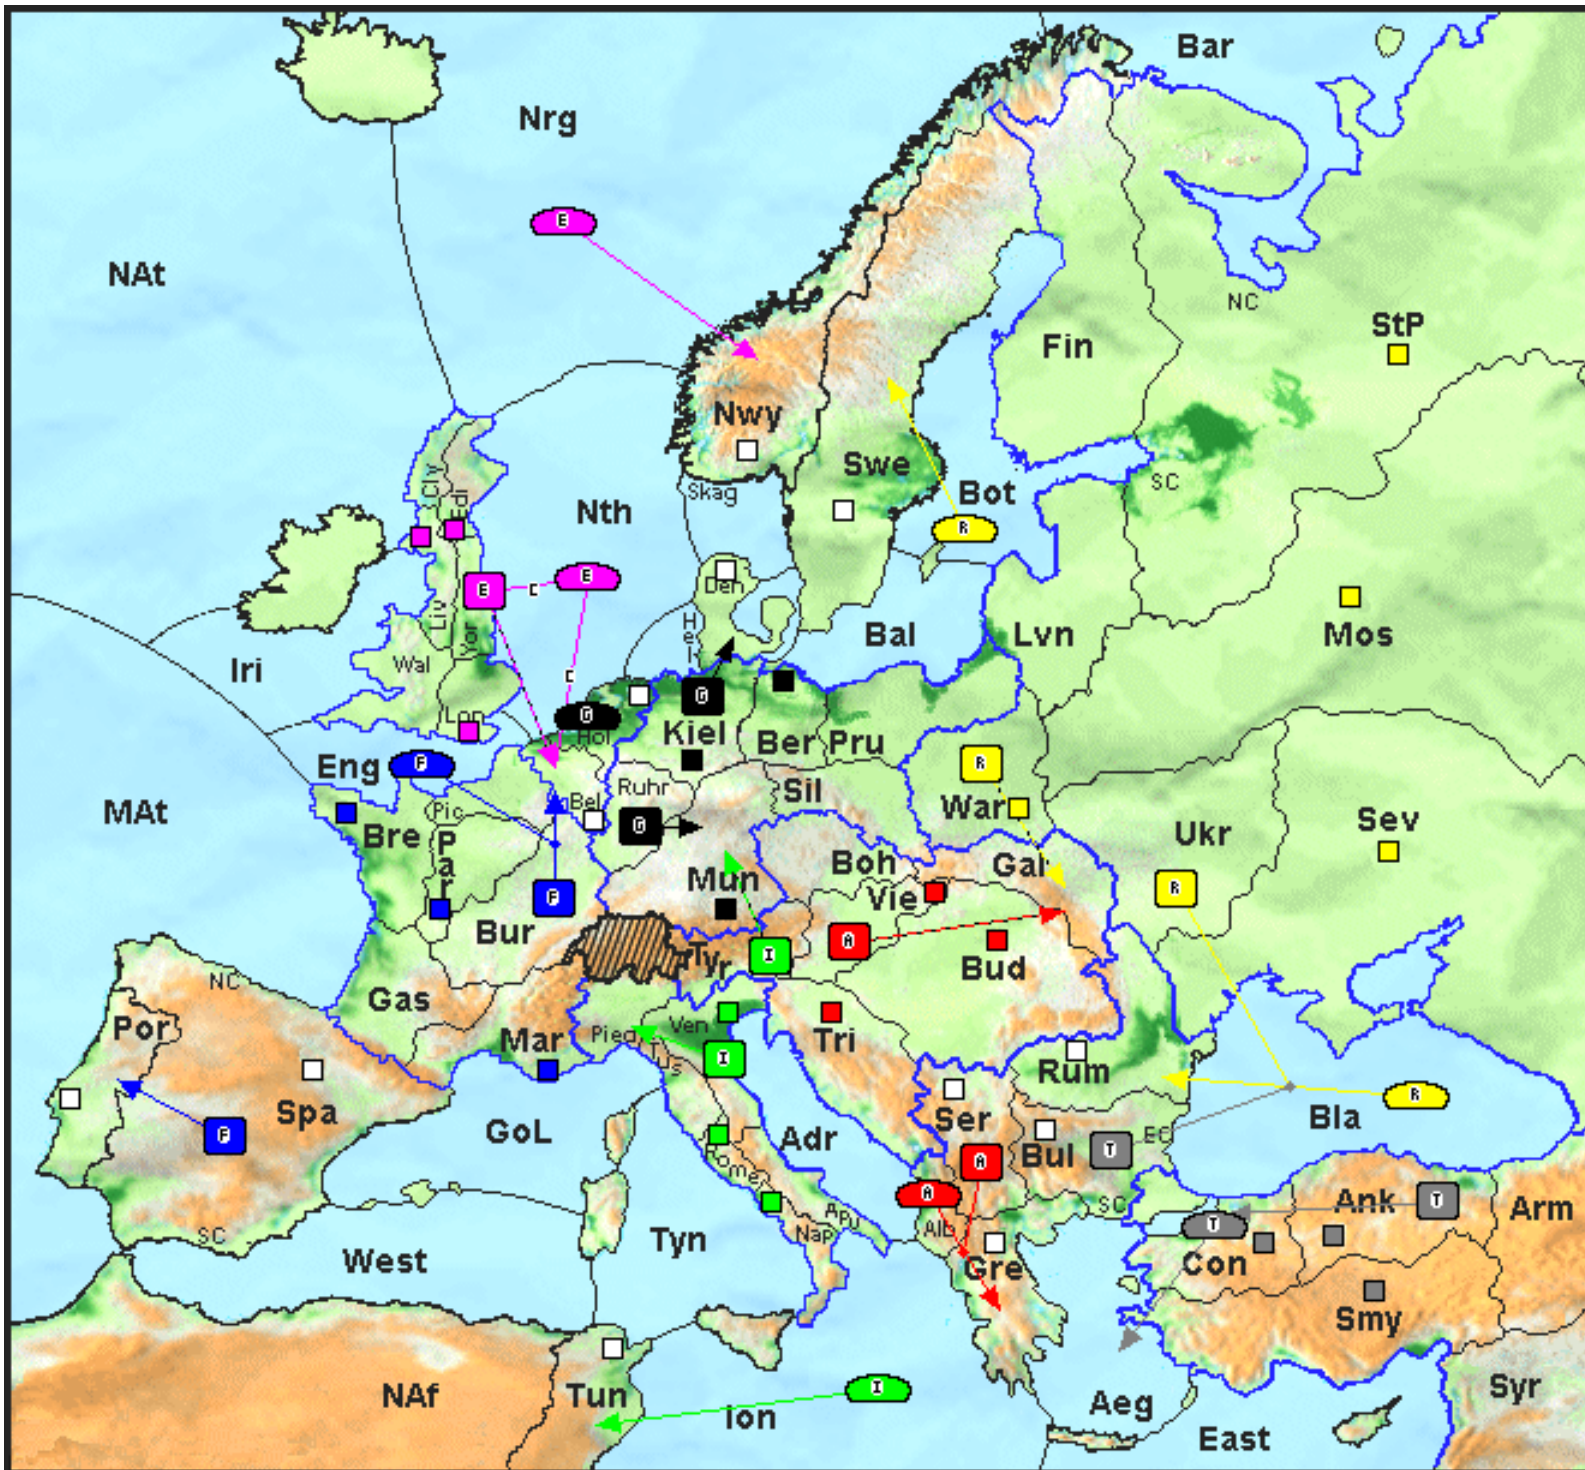 Bar
Nrg
NAt
NC
StP
Fin
Nwy
Swe
SC
Skag
Bot
Nth
Cly
Edi
Den
Hel
Liv
Yor
Wal
Iri
Bal
Lvn
Mos
Lon
Hol
Kiel
Ber
Pru
Eng
Ruhr
Sil
War
MAt
Bre
Pic
Par
Bel
Ukr
Sev
Boh
Gal
Mun
Vie
Bur
Tyr
Bud
NC
Gas
Por
Mar
Pied
Ven
Tri
Tus
Rum
Spa
GoL
Adr
Ser
Bul
EC
Bla
Rome
Apu
Nap
Alb
SC
Ank
Arm
SC
West
Tyn
Gre
Con
Smy
NAf
Tun
Ion
Aeg
Syr
East
E
R
E
E
C
C
G
G
G
F
F
F
R
R
R
I
I
I
A
A
A
T
T
T